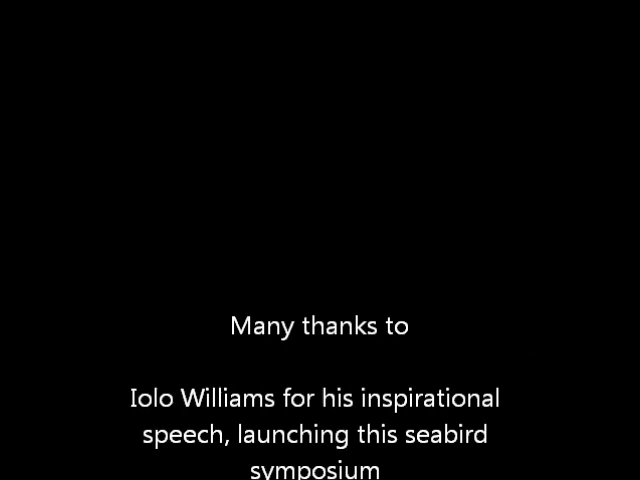 Many thanks to
Iolo Williams for his inspirational
speech, launching this seabird
symposium